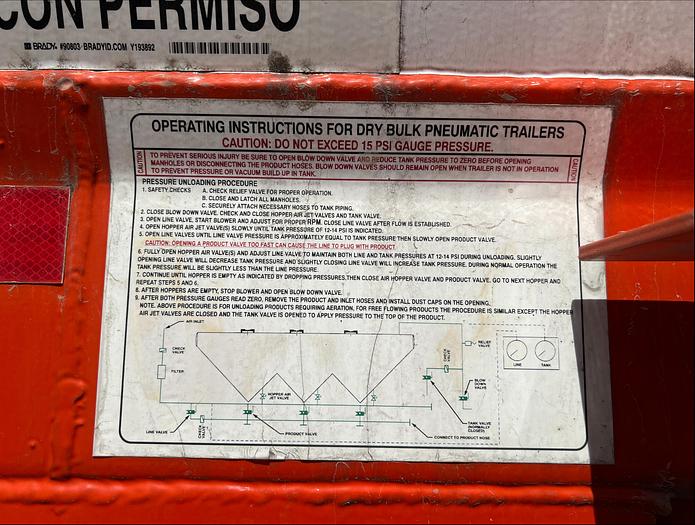 CON PERMISO
BRADY. #90803 BRADYID.COM Y193892
OPERATING INSTRUCTIONS FOR DRY BULK PNEUMATIC TRAILERS
CAUTION: DO NOT EXCEED 15 PSI GAUGE PRESSURE.
CAUTION
TO PREVENT SERIOUS INJURY BE SURE TO OPEN BLOW DOWN VALVE AND REDUCE TANK PRESSURE TO ZERO BEFORE OPENING
MANHOLES OR DISCONNECTING THE PRODUCT HOSES. BLOW DOWN VALVES SHOULD REMAIN OPEN WHEN TRAILER IS NOT IN OPERATION
TO PREVENT PRESSURE OR VACUUM BUILD UP IN TANK.
CAUTION
PRESSURE UNLOADING PROCEDURE
1. SAFETY CHECKS A. CHECK RELIEF VALVE FOR PROPER OPERATION.
B. CLOSE AND LATCH ALL MANHOLES.
C. SECURELY ATTACH NECESSARY HOSES TO TANK PIPING.
2. CLOSE BLOW DOWN VALVE. CHECK AND CLOSE HOPPER AIR JET VALVES AND TANK VALVE.
3. OPEN LINE VALVE, START BLOWER AND ADJUST FOR PROPER RPM. CLOSE LINE VALVE AFTER FLOW IS ESTABLISHED.
4. OPEN HOPPER AIR JET VALVE(S) SLOWLY UNTIL TANK PRESSURE OF 12-14 PSI IS INDICATED.
5. OPEN LINE VALVES UNTIL LINE VALVE PRESSURE IS APPROXIMATELY EQUAL TO TANK PRESSURE THEN SLOWLY OPEN PRODUCT VALVE.
CAUTION: OPENING A PRODUCT VALVE TOO FAST CAN CAUSE THE LINE TO PLUG WITH PRODUCT
6. FULLY OPEN HOPPER AIR VALVE(S) AND ADJUST LINE VALVE TO MAINTAIN BOTH LINE AND TANK PRESSURES AT 12-14 PSI DURING UNLOADING. SLIGHTLY
OPENING LINE VALVE WILL DECREASE TANK PRESSURE AND SLIGHTLY CLOSING LINE VALVE WILL INCREASE TANK PRESSURE. DURING NORMAL OPERATION THE
TANK PRESSURE WILL BE SLIGHTLY LESS THAN THE LINE PRESSURE.
7. CONTINUE UNTIL HOPPER IS EMPTY AS INDICATED BY DROPPING PRESSURES,THEN CLOSE AIR HOPPER VALVE AND PRODUCT VALVE. GO TO NEXT HOPPER AND
REPEAT STEPS 5 AND 6.
8. AFTER HOPPERS ARE EMPTY, STOP BLOWER AND OPEN BLOW DOWN VALVE.
9. AFTER BOTH PRESSURE GAUGES READ ZERO, REMOVE THE PRODUCT AND INLET HOSES AND INSTALL DUST CAPS ON THE OPENING.
NOTE. ABOVE PROCEDURE IS FOR UNLOADING PRODUCTS REQUIRING AERATION, FOR FREE FLOWING PRODUCTS THE PROCEDURE IS SIMILAR EXCEPT THE HOPPER
AIR JET VALVES ARE CLOSED AND THE TANK VALVE IS OPENED TO APPLY PRESSURE TO THE TOP OF THE PRODUCT.
AIR INLET
CHECK
VALVE
FILTER
HOPPER AIR
JET VALVE
CHECK
VALVE
RELIEF
VALVE
LINE TANK
BLOW
DOWN
VALVE
TANK VALVE
(NORMALLY
CLOSED)
LINE VALVE
CHECK
VALVE
PRODUCT VALVE
CONNECT TO PRODUCT HOSE